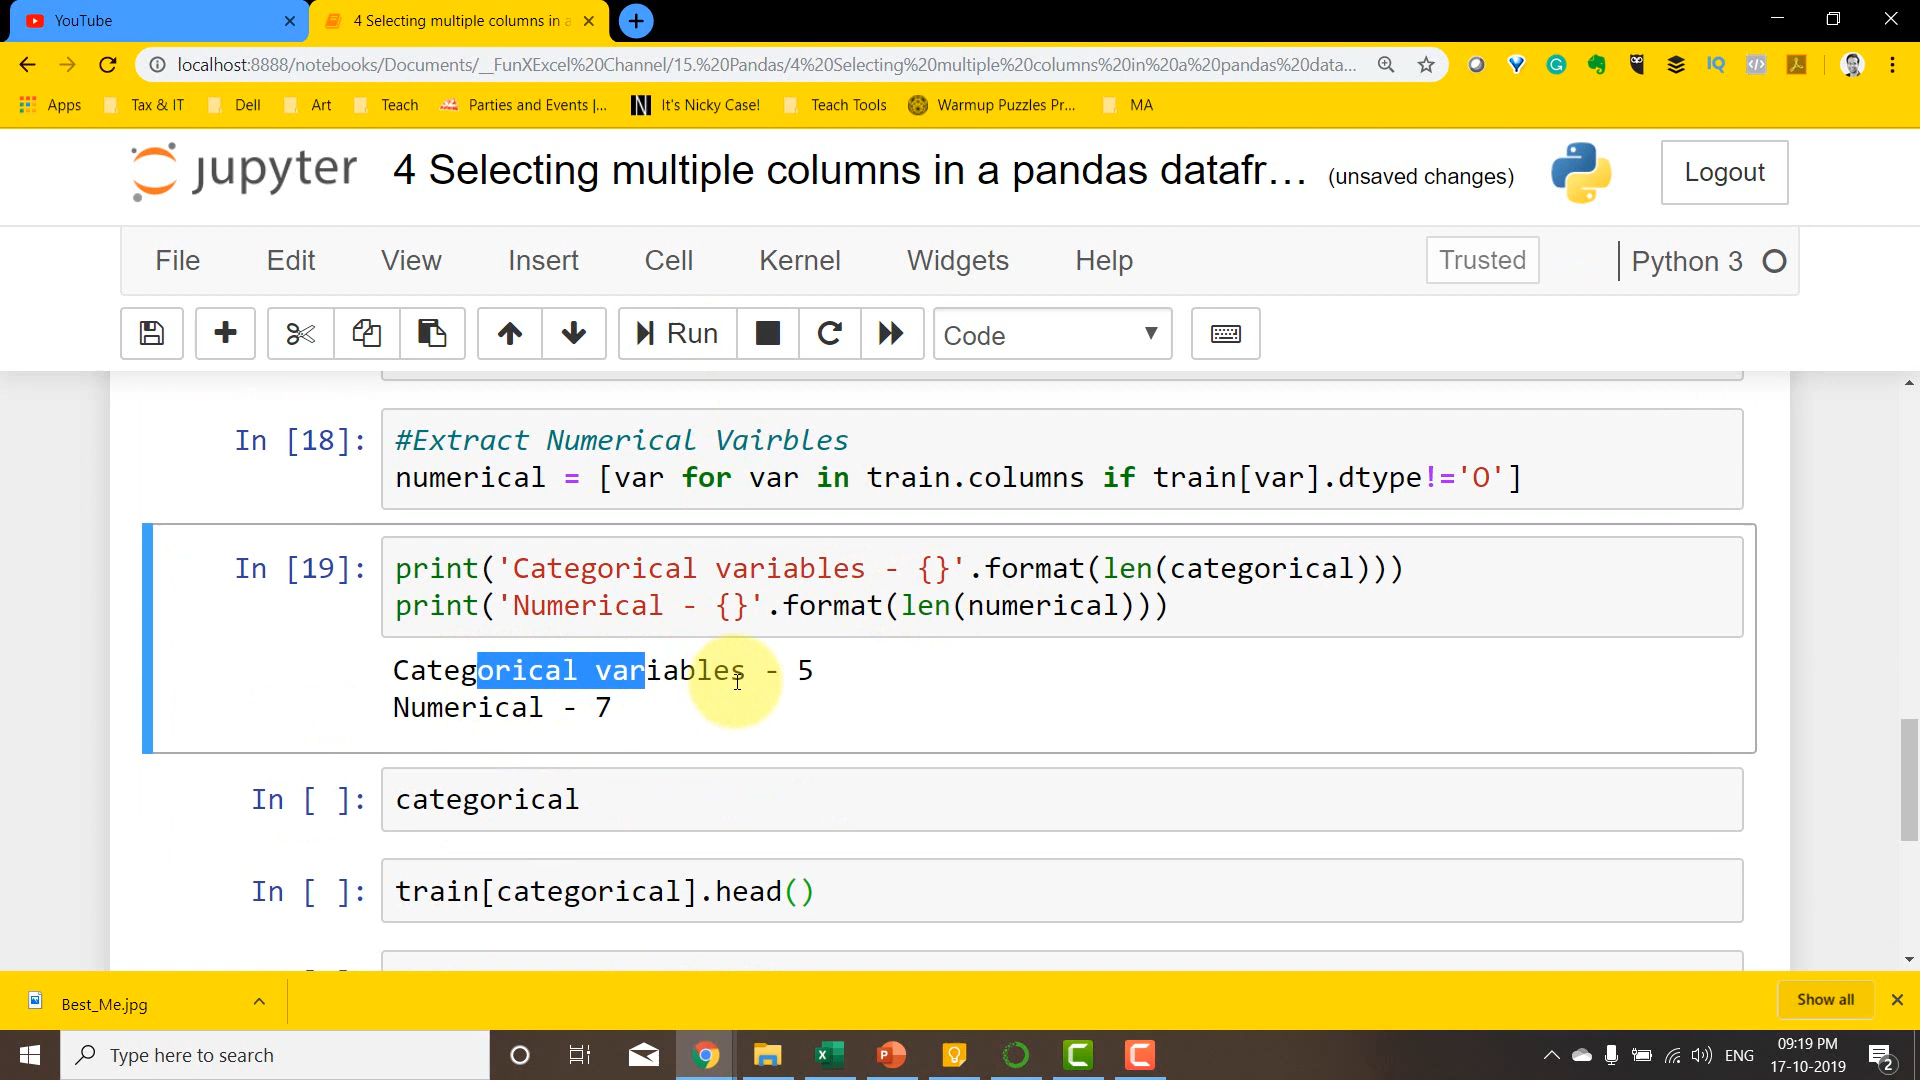 YouTube
4 Selecting multiple columns in a
localhost:8888/notebooks/Documents/__FunXExcel%20Channel/15.%20Pandas/4%20Selecting%20multiple%20columns%20in%20a%20pandas%20data...
Apps
Tax & IT
Dell
Art
Teach
Parties and Events |...
It's Nicky Case!
Teach Tools
Warmup Puzzles Pr...
MA
jupyter
4 Selecting multiple columns in a pandas datafr...
(unsaved changes)
Logout
File
Edit
View
Insert
Cell
Kernel
Widgets
Help
Trusted
Python 3
Run
Code
In [18]:
#Extract Numerical Vairbles
numerical = [var for var in train.columns if train[var].dtype!='O']
In [19]:
print('Categorical variables - {}'.format(len(categorical)))
print('Numerical - {}'.format(len(numerical)))
Categorical variables - 5
Numerical - 7
In [ ]:
categorical
In [ ]:
train[categorical].head()
Best_Me.jpg
Show all
Type here to search
ENG
09:19 PM
17-10-2019
2